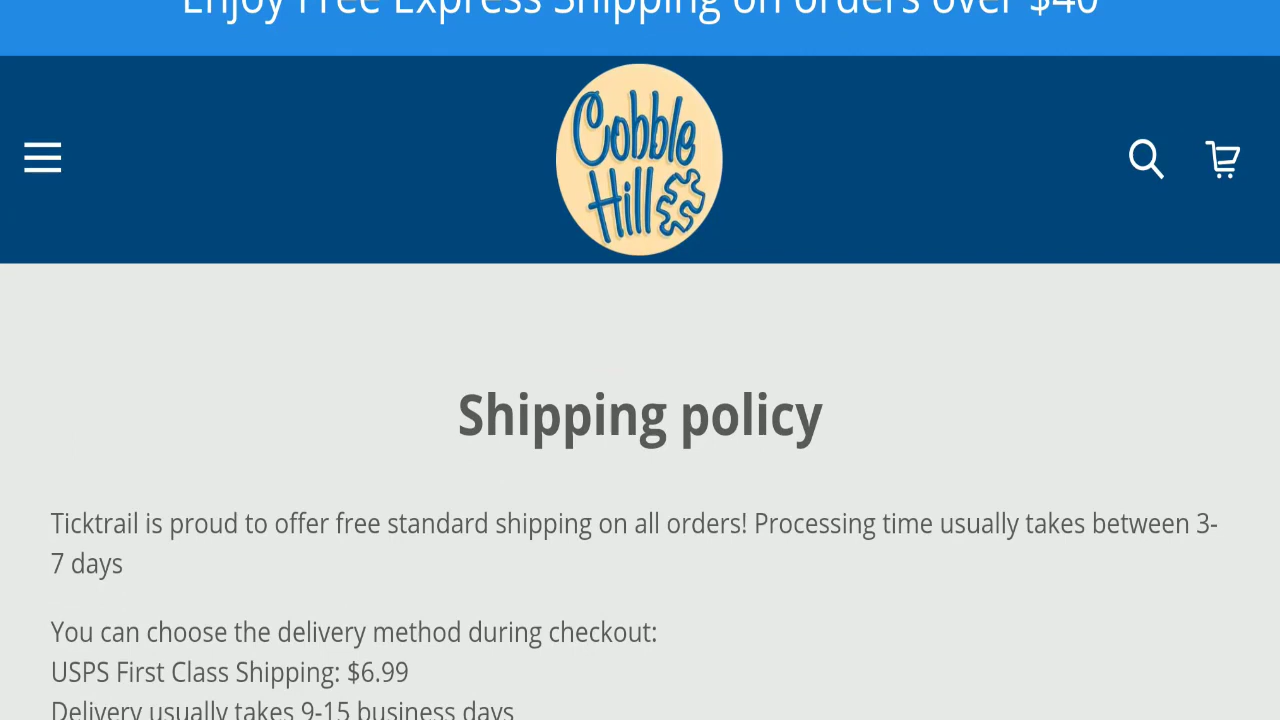 Enjoy Free Express Shipping on orders over $40
Cobble
Hill
Shipping policy
Ticktrail is proud to offer free standard shipping on all orders! Processing time usually takes between 3-
7 days
You can choose the delivery method during checkout:
USPS First Class Shipping: $6.99
Delivery usually takes 9-15 business days